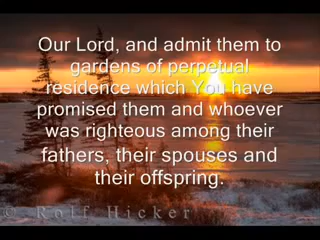 Our Lord, and admit them to
gardens of perpetual
residence which You have
promised them and whoever
was righteous among their
fathers, their spouses and
their offspring.
© Rolf Hicker